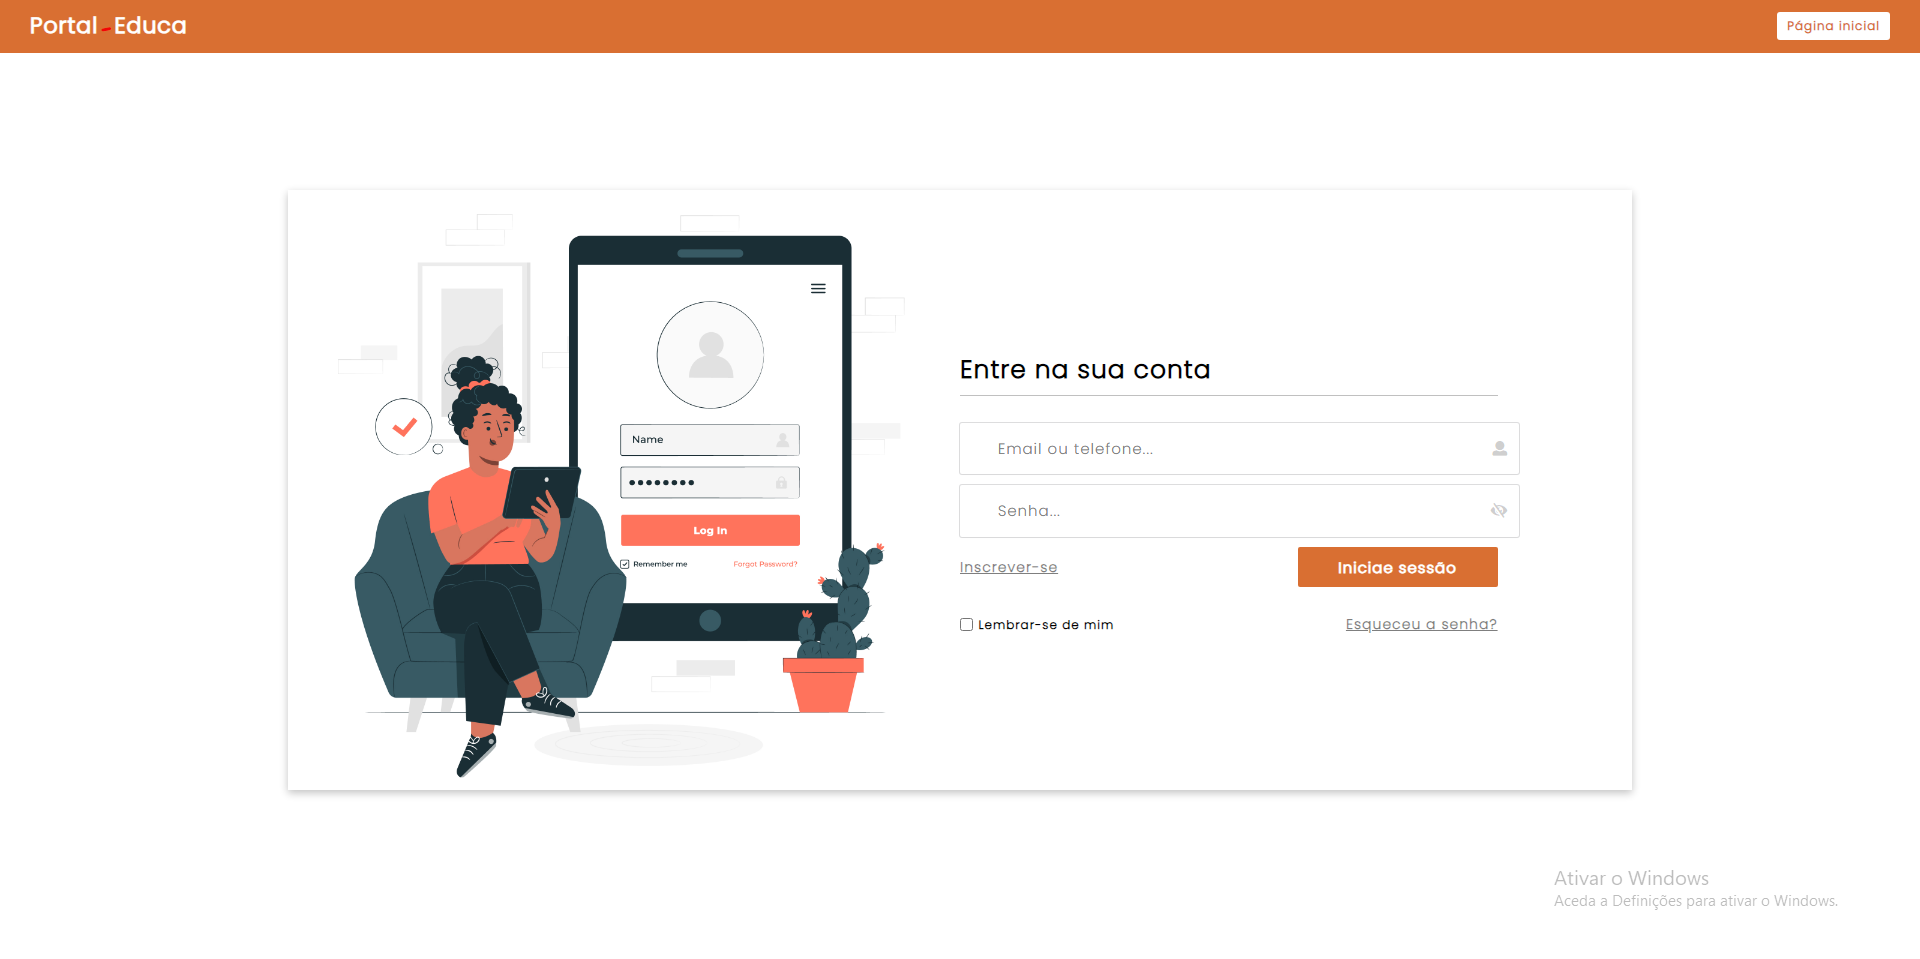 Portal - Educa
Página inicial
Name
Log In
Remember me
Forgot Password?
Entre na sua conta
Email ou telefone...
Senha...
Inscrever-se
Iniciae sessão
Lembrar-se de mim
Esqueceu a senha?
Ativar o Windows
Aceda a Definições para ativar o Windows.